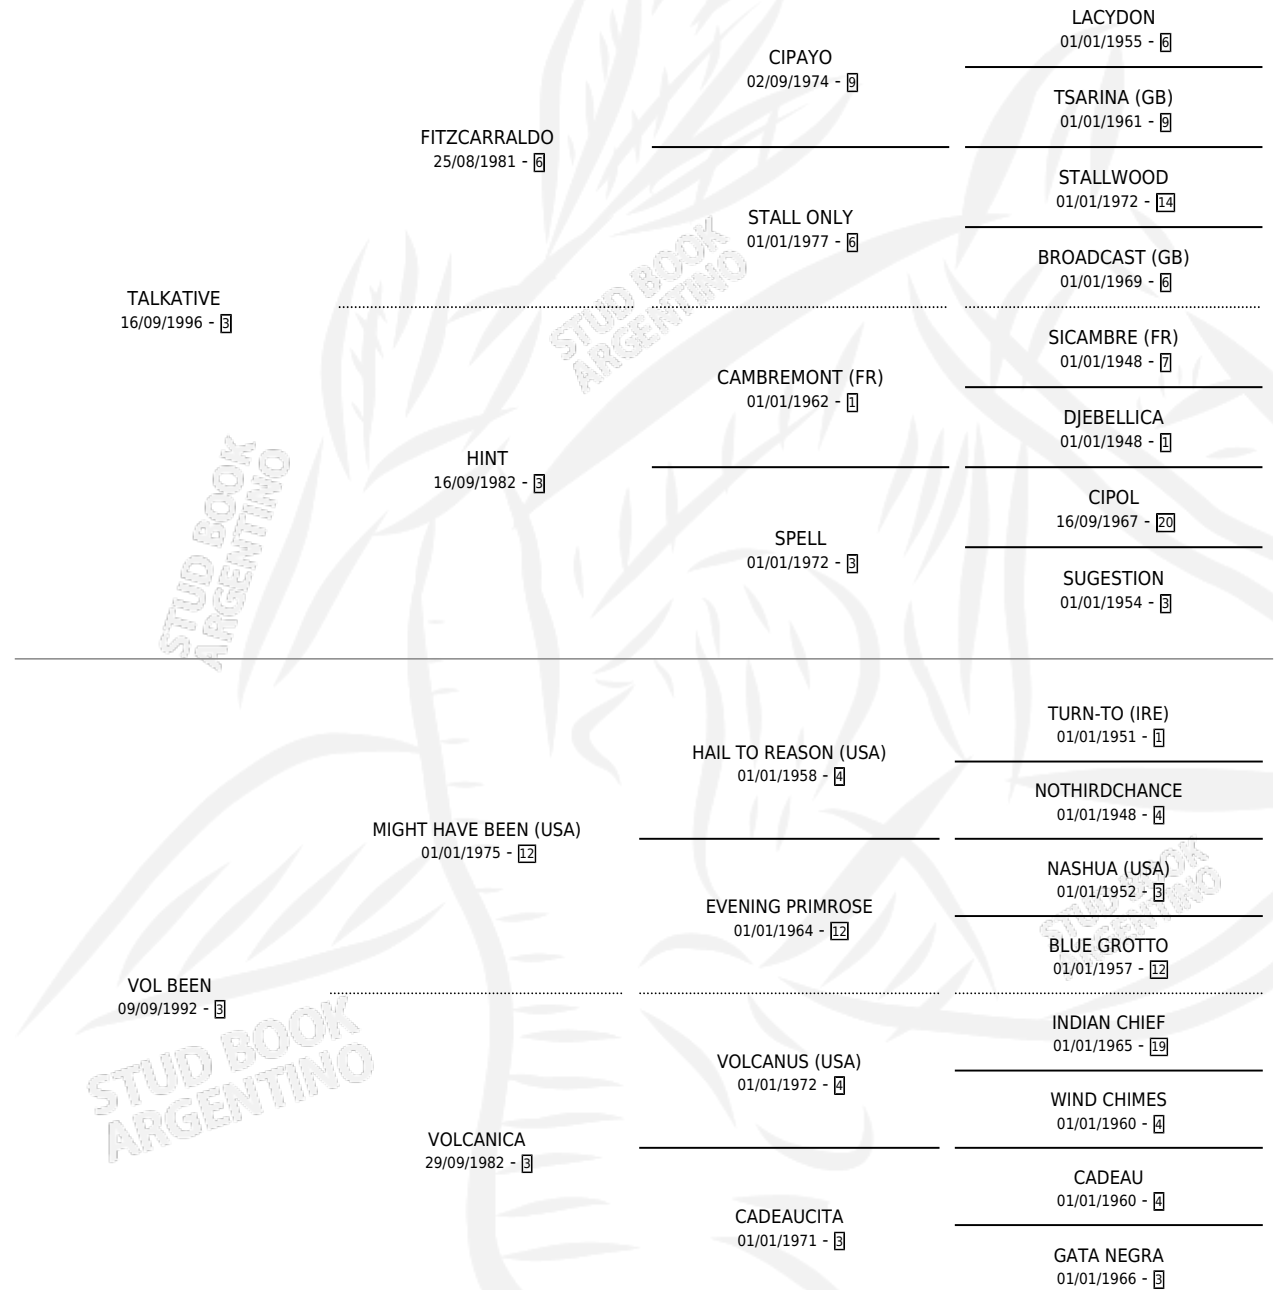 LACYDON
01/01/1955 - 6
CIPAYO
02/09/1974 - 9
TSARINA (GB)
01/01/1961 - 9
FITZCARRALDO
25/08/1981 - 6
STALLWOOD
01/01/1972 - 14
STALL ONLY
01/01/1977 - 6
BROADCAST (GB)
01/01/1969 - 6
TALKATIVE
16/09/1996 - 3
SICAMBRE (FR)
01/01/1948 - 7
CAMBREMONT (FR)
01/01/1962 - 1
DJEBELLICA
01/01/1948 - 1
HINT
16/09/1982 - 3
CIPOL
16/09/1967 - 20
SPELL
01/01/1972 - 3
SUGESTION
01/01/1954 - 3
TURN-TO (IRE)
01/01/1951 - 1
HAIL TO REASON (USA)
01/01/1958 - 4
NOTHIRDCHANCE
01/01/1948 - 4
MIGHT HAVE BEEN (USA)
01/01/1975 - 12
NASHUA (USA)
01/01/1952 - 3
EVENING PRIMROSE
01/01/1964 - 12
BLUE GROTTO
01/01/1957 - 12
VOL BEEN
09/09/1992 - 3
INDIAN CHIEF
01/01/1965 - 19
VOLCANUS (USA)
01/01/1972 - 4
WIND CHIMES
01/01/1960 - 4
VOLCANICA
29/09/1982 - 3
CADEAU
01/01/1960 - 4
CADEAUCITA
01/01/1971 - 3
GATA NEGRA
01/01/1966 - 3
STUD BOOK
ARGENTINO
STUD BOOK
ARGENTINO
STUD BOOK
ARGENTINO
STUD BOOK
ARGENTINO